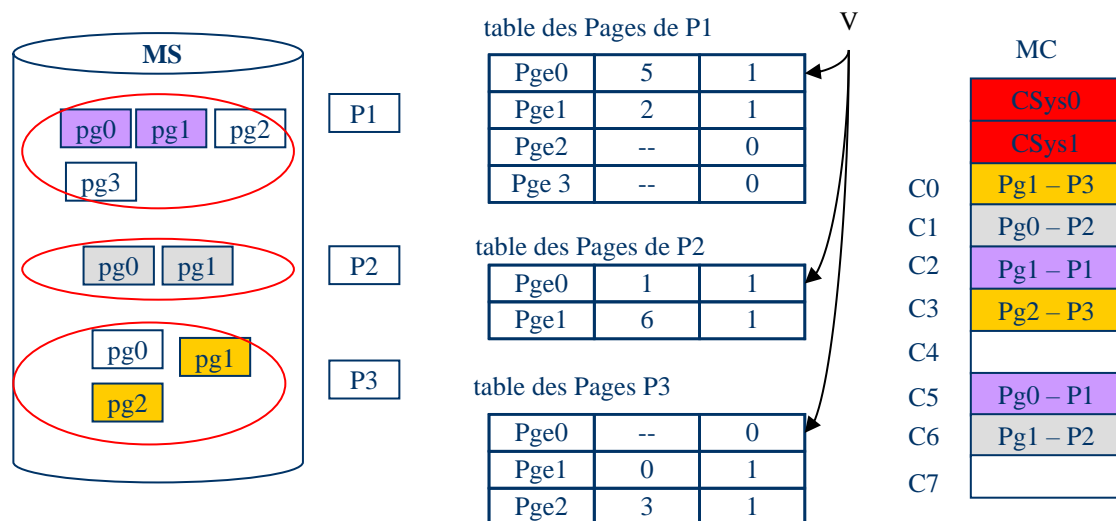 MS
pg0 pg1 pg2
pg3
pg0 pg1
pg0
pg1
pg2
P1
P2
P3
table des Pages de P1
Pge0 5 1
Pge1 2 1
Pge2 -- 0
Pge 3 -- 0
table des Pages de P2
Pge0 1 1
Pge1 6 1
table des Pages P3
Pge0 -- 0
Pge1 0 1
Pge2 3 1
V
MC
CSys0
CSys1
C0 Pg1 – P3
C1 Pg0 – P2
C2 Pg1 – P1
C3 Pg2 – P3
C4
C5 Pg0 – P1
C6 Pg1 – P2
C7